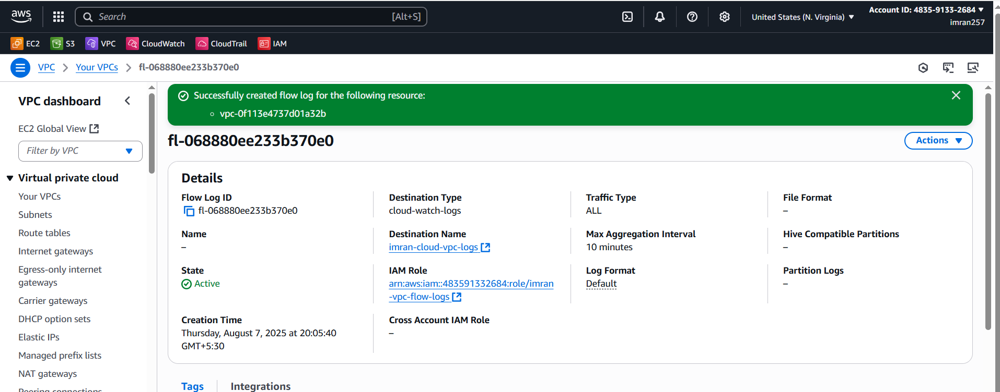 aws
Search
[Alt+S]
United States (N. Virginia)
Account ID: 4835-9133-2684
imran257
EC2
S3
VPC
CloudWatch
CloudTrail
IAM
VPC
Your VPCs
fl-068880ee233b370e0
VPC dashboard
EC2 Global View
Filter by VPC
Virtual private cloud
Your VPCs
Subnets
Route tables
Internet gateways
Egress-only internet
gateways
Carrier gateways
DHCP option sets
Elastic IPs
Managed prefix lists
NAT gateways
Peering connections
Successfully created flow log for the following resource:
vpc-0f113e4737d01a32b
fl-068880ee233b370e0
Actions
Details
Flow Log ID
fl-068880ee233b370e0
Destination Type
cloud-watch-logs
Traffic Type
ALL
File Format
–
Name
–
Destination Name
imran-cloud-vpc-logs
Max Aggregation Interval
10 minutes
Hive Compatible Partitions
–
State
Active
IAM Role
arn:aws:iam::483591332684:role/imran
-vpc-flow-logs
Log Format
Default
Partition Logs
–
Creation Time
Thursday, August 7, 2025 at 20:05:40
GMT+5:30
Cross Account IAM Role
–
Tags
Integrations